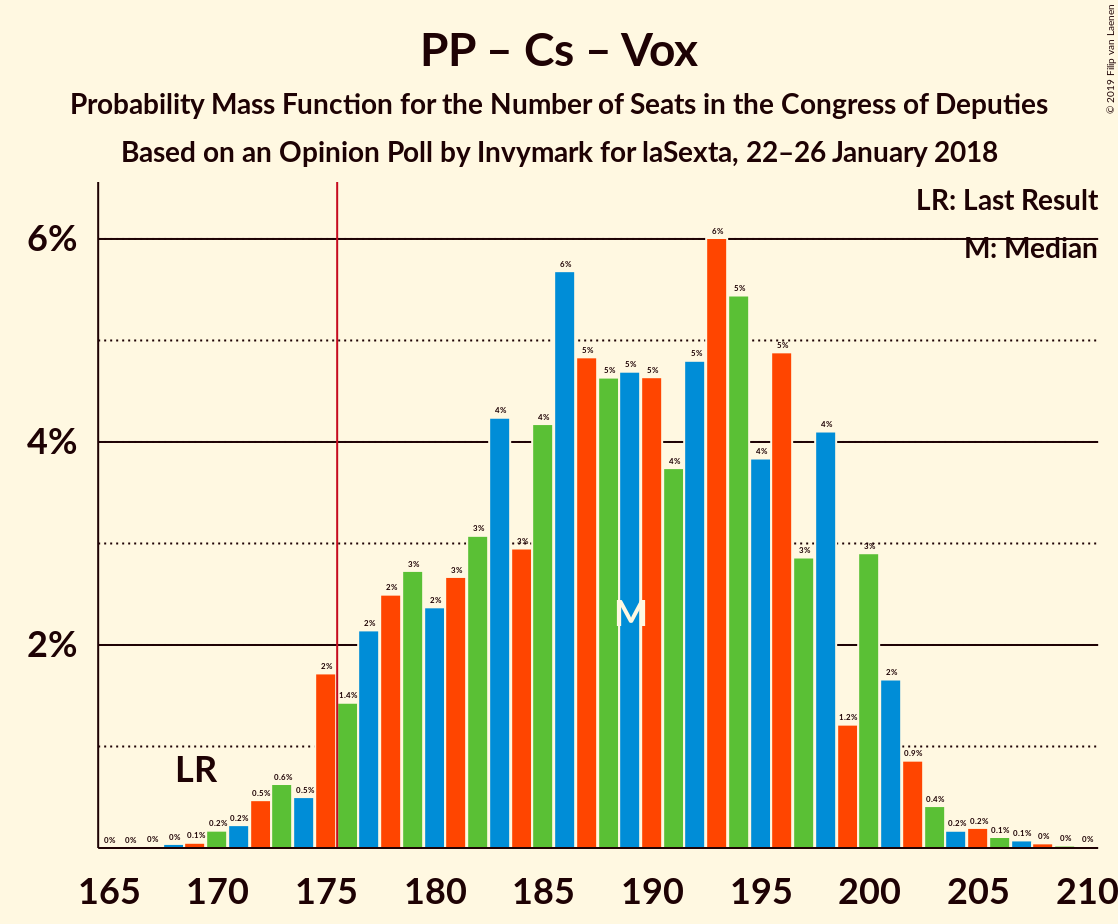 PP – Cs – Vox
Probability Mass Function for the Number of Seats in the Congress of Deputies
Based on an Opinion Poll by Invymark for laSexta, 22–26 January 2018
© 2019 Filip van Laenen
LR: Last Result
M: Median
6%
4%
2%
0% 0% 0% 0% 0.1% 0.2% 0.2% 0.5% 0.6% 0.5% 2% 1.4% 2% 2% 3% 2% 3% 3% 4% 3% 4% 6% 5% 5% 5% 5% 4% 5% 6% 5% 4% 5% 3% 4% 1.2% 3% 2% 0.9% 0.4% 0.2% 0.2% 0.1% 0.1% 0% 0% 0%
M
LR
165 170 175 180 185 190 195 200 205 210